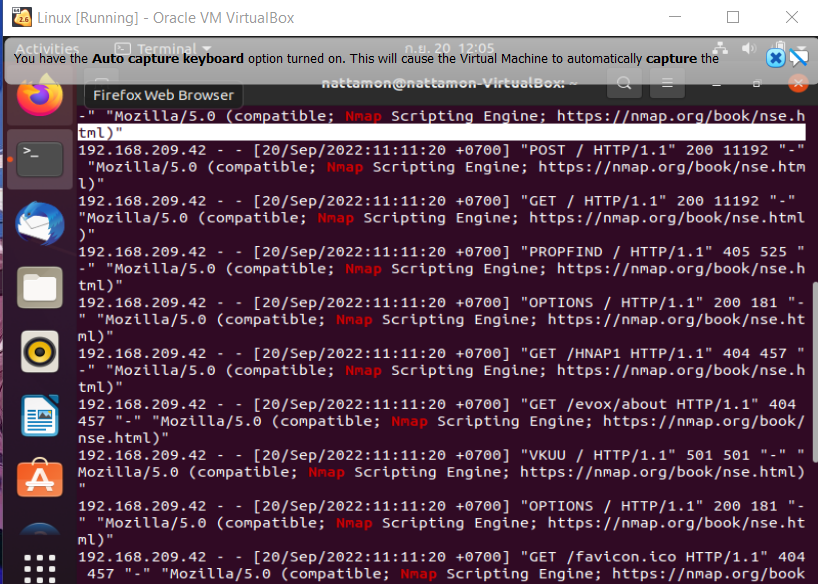 Linux [Running] - Oracle VM VirtualBox
Activities Terminal ก.ย. 20 12:05
You have the Auto capture keyboard option turned on. This will cause the Virtual Machine to automatically capture the
nattamon@nattamon-VirtualBox: ~
Firefox Web Browser
-" "Mozilla/5.0 (compatible; Nmap Scripting Engine; https://nmap.org/book/nse.h
tml)"
192.168.209.42 - - [20/Sep/2022:11:11:20 +0700] "POST / HTTP/1.1" 200 11192 "-"
"Mozilla/5.0 (compatible; Nmap Scripting Engine; https://nmap.org/book/nse.htm
l)"
192.168.209.42 - - [20/Sep/2022:11:11:20 +0700] "GET / HTTP/1.1" 200 11192 "-"
"Mozilla/5.0 (compatible; Nmap Scripting Engine; https://nmap.org/book/nse.html
)"
192.168.209.42 - - [20/Sep/2022:11:11:20 +0700] "PROPFIND / HTTP/1.1" 405 525 "
-" "Mozilla/5.0 (compatible; Nmap Scripting Engine; https://nmap.org/book/nse.h
tml)"
192.168.209.42 - - [20/Sep/2022:11:11:20 +0700] "OPTIONS / HTTP/1.1" 200 181 "-
" "Mozilla/5.0 (compatible; Nmap Scripting Engine; https://nmap.org/book/nse.ht
ml)"
192.168.209.42 - - [20/Sep/2022:11:11:20 +0700] "GET /HNAP1 HTTP/1.1" 404 457 "
-" "Mozilla/5.0 (compatible; Nmap Scripting Engine; https://nmap.org/book/nse.h
tml)"
192.168.209.42 - - [20/Sep/2022:11:11:20 +0700] "GET /evox/about HTTP/1.1" 404
457 "-" "Mozilla/5.0 (compatible; Nmap Scripting Engine; https://nmap.org/book/
nse.html)"
192.168.209.42 - - [20/Sep/2022:11:11:20 +0700] "VKUU / HTTP/1.1" 501 501 "-" "
Mozilla/5.0 (compatible; Nmap Scripting Engine; https://nmap.org/book/nse.html)
"
192.168.209.42 - - [20/Sep/2022:11:11:20 +0700] "OPTIONS / HTTP/1.1" 200 181 "-
" "Mozilla/5.0 (compatible; Nmap Scripting Engine; https://nmap.org/book/nse.ht
ml)"
192.168.209.42 - - [20/Sep/2022:11:11:20 +0700] "GET /favicon.ico HTTP/1.1" 404
457 "-" "Mozilla/5.0 (compatible; Nmap Scripting Engine; https://nmap.org/book